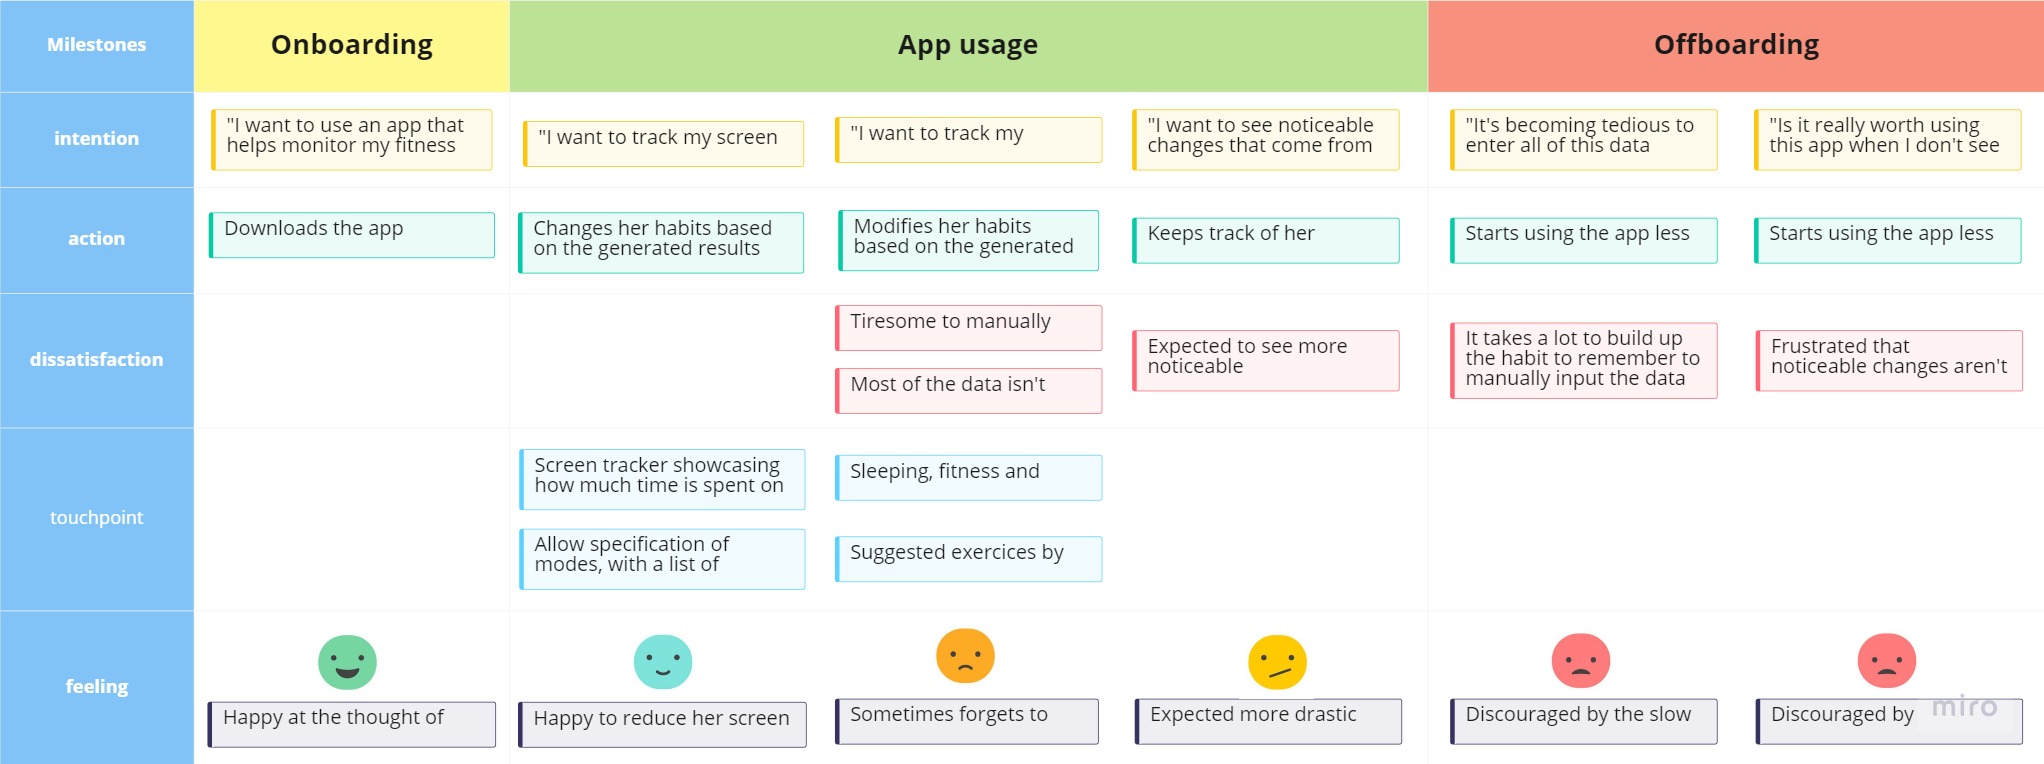 Milestones
Onboarding
App usage
Offboarding
intention
"I want to use an app that
helps monitor my fitness
"I want to track my screen
"I want to track my
"I want to see noticeable
changes that come from
"It's becoming tedious to
enter all of this data
"Is it really worth using
this app when I don't see
action
Downloads the app
Changes her habits based
on the generated results
Modifies her habits
based on the generated
Keeps track of her
Starts using the app less
Starts using the app less
dissatisfaction
Tiresome to manually
Most of the data isn't
Expected to see more
noticeable
It takes a lot to build up
the habit to remember to
manually input the data
Frustrated that
noticeable changes aren't
touchpoint
Screen tracker showcasing
how much time is spent on
Allow specification of
modes, with a list of
Sleeping, fitness and
Suggested exercices by
feeling
Happy at the thought of
Happy to reduce her screen
Sometimes forgets to
Expected more drastic
Discouraged by the slow
Discouraged by
miro